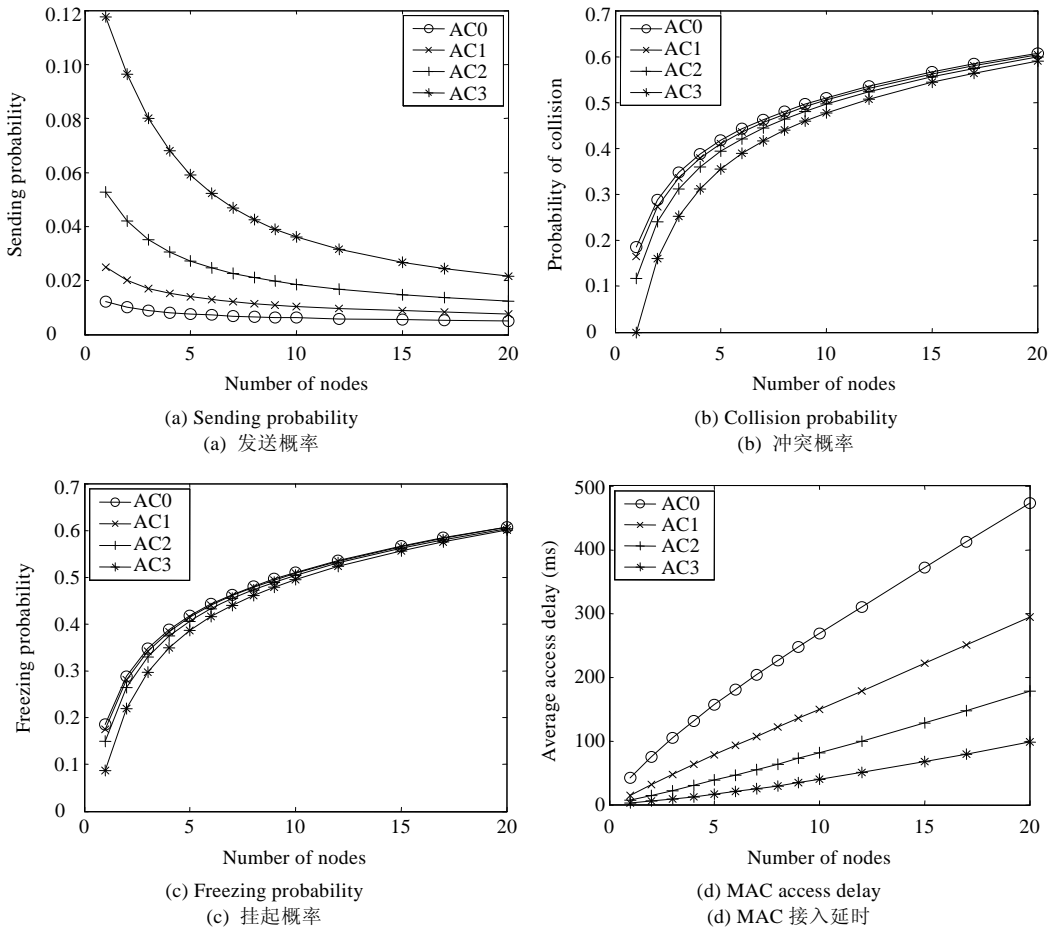 0.12
0.10
0.08
0.06
0.04
0.02
0
Sending probability
AC0
AC1
AC2
AC3
0 5 10 15 20
Number of nodes
(a) Sending probability
(a) 发送概率
0.7
0.6
0.5
0.4
0.3
0.2
0.1
0
Probability of collision
AC0
AC1
AC2
AC3
0 5 10 15 20
Number of nodes
(b) Collision probability
(b) 冲突概率
0.7
0.6
0.5
0.4
0.3
0.2
0.1
0
Freezing probability
AC0
AC1
AC2
AC3
0 5 10 15 20
Number of nodes
(c) Freezing probability
(c) 挂起概率
500
400
300
200
100
0
Average access delay (ms)
AC0
AC1
AC2
AC3
0 5 10 15 20
Number of nodes
(d) MAC access delay
(d) MAC 接入延时